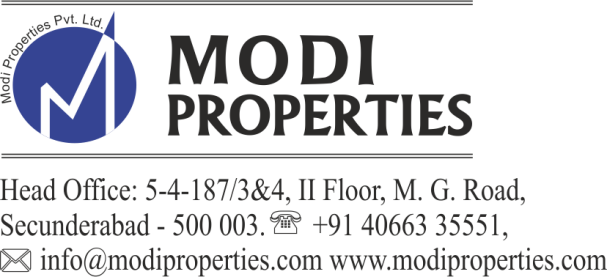 Modi Properties Pvt. Ltd.
MODI
PROPERTIES
Head Office: 5-4-187/3&4, II Floor, M. G. Road,
Secunderabad - 500 003. ☎ +91 40663 35551,
✉ info@modiproperties.com www.modiproperties.com